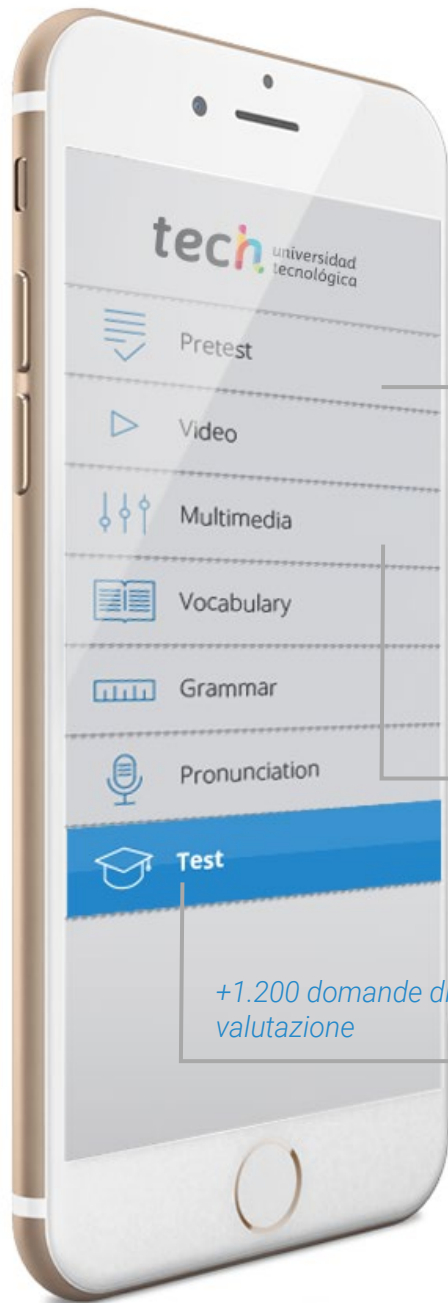 tech universidad
tecnológica
Pretest
Video
Multimedia
Vocabulary
Grammar
Pronunciation
Test
+1.200 domande di
valutazione